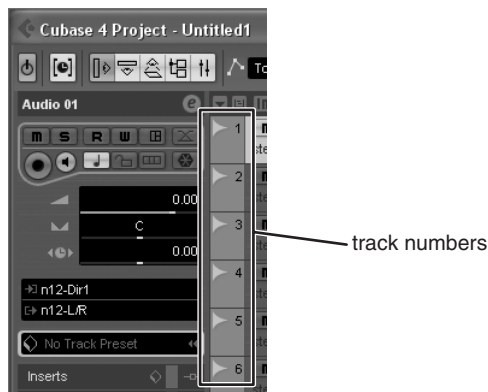 Cubase 4 Project - Untitled1
To
Audio 01
e
In
m S R W
1
2
3
4
5
6
0.00
C
0.00
n12-Dir1
n12-L/R
No Track Preset
Inserts
track numbers